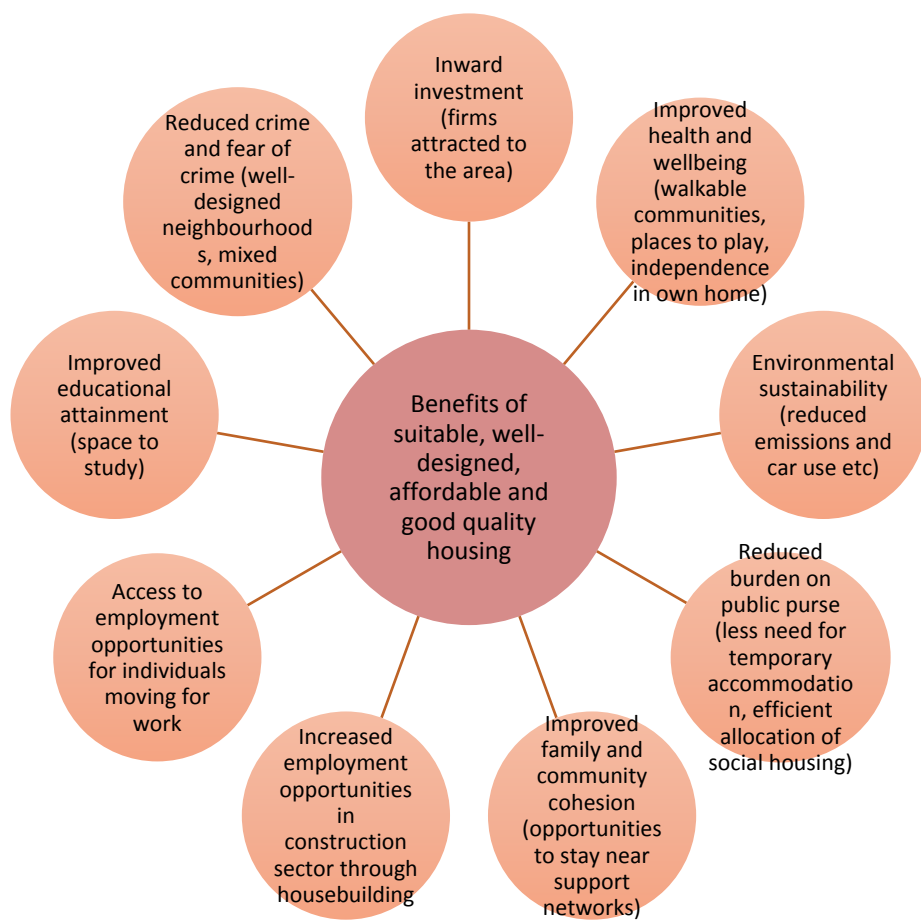 Benefits of
suitable, well-
designed,
affordable and
good quality
housing
Inward
investment
(firms
attracted to
the area)
Improved
health and
wellbeing
(walkable
communities,
places to play,
independence
in own home)
Environmental
sustainability
(reduced
emissions and
car use etc)
Reduced
burden on
public purse
(less need for
temporary
accommodatio
n, efficient
allocation of
social housing)
Improved
family and
community
cohesion
(opportunities
to stay near
support
networks)
Increased
employment
opportunities
in
construction
sector through
housebuilding
Access to
employment
opportunities
for individuals
moving for
work
Improved
educational
attainment
(space to
study)
Reduced crime
and fear of
crime (well-
designed
neighbourhood
s, mixed
communities)